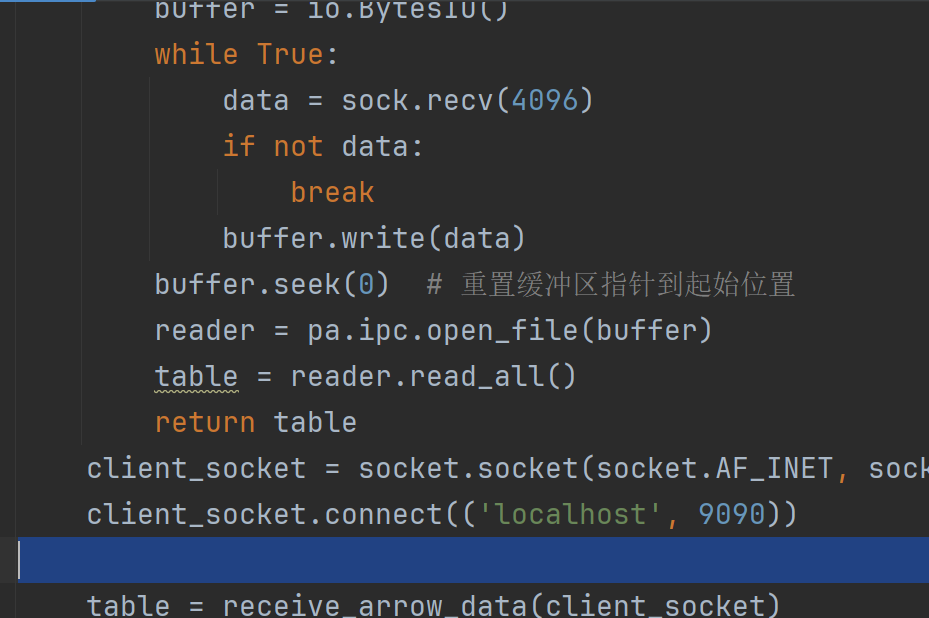 buffer = io.BytesIO()
while True:
data = sock.recv(4096)
if not data:
break
buffer.write(data)
buffer.seek(0)  # 重置缓冲区指针到起始位置
reader = pa.ipc.open_file(buffer)
table = reader.read_all()
return table
client_socket = socket.socket(socket.AF_INET, sock
client_socket.connect(('localhost', 9090))
table = receive_arrow_data(client_socket)